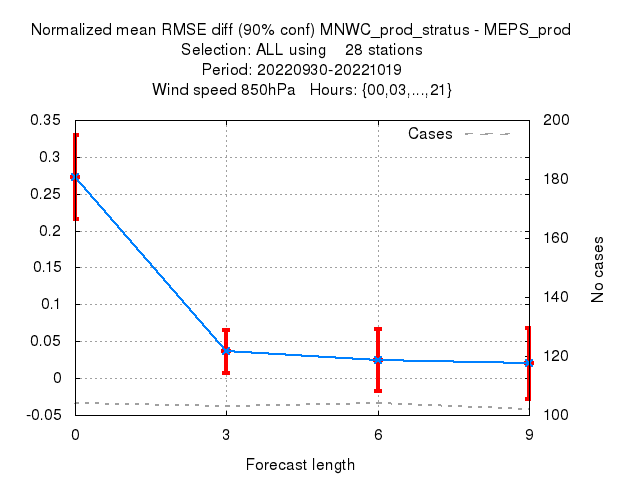 Normalized mean RMSE diff (90% conf) MNWC_prod_stratus - MEPS_prod
Selection: ALL using 28 stations
Period: 20220930-20221019
Wind speed 850hPa Hours: {00,03,...,21}
Cases
0.35
0.3
0.25
0.2
0.15
0.1
0.05
0
-0.05
200
180
160
140
120
100
No cases
0
3
6
9
Forecast length